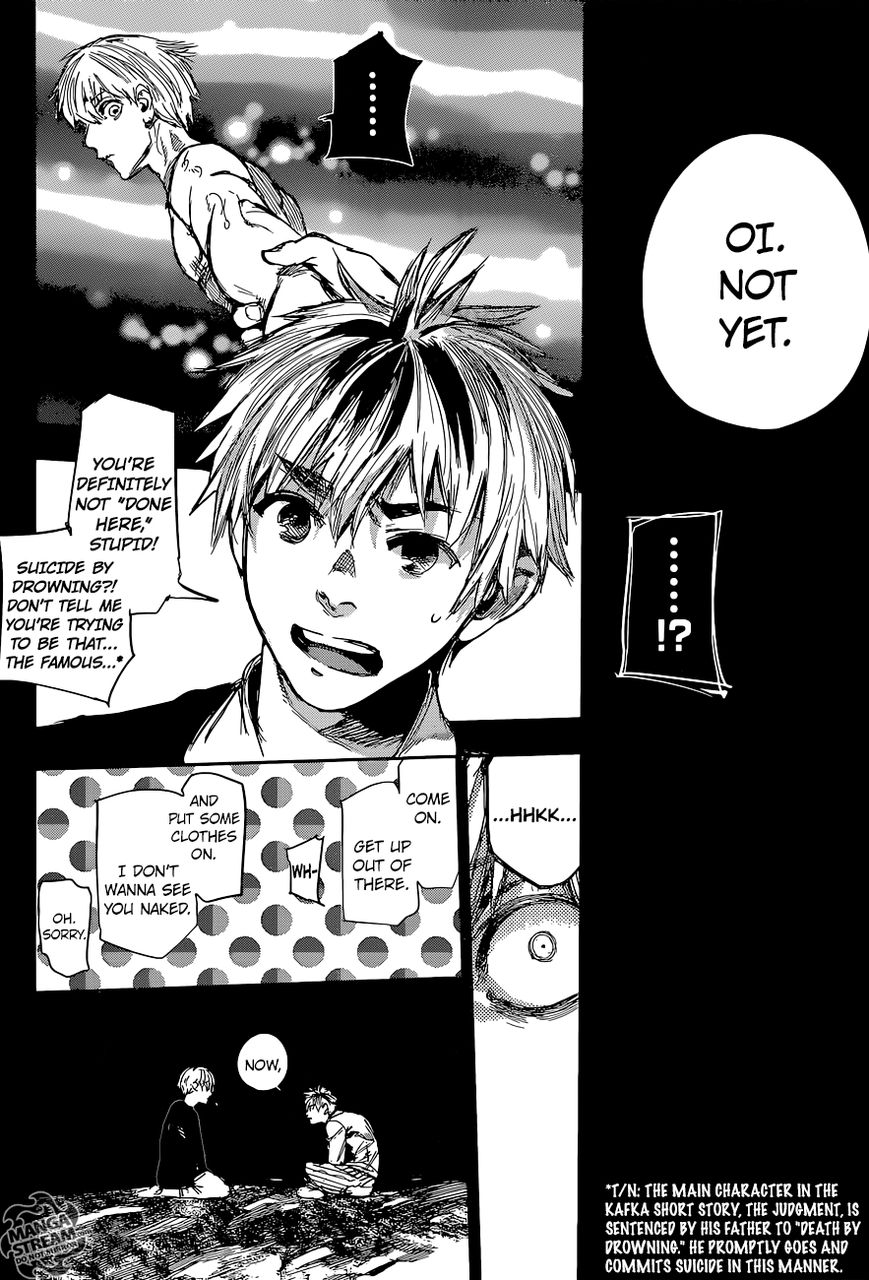 OI.
NOT
YET.
.......
!?
......
YOU'RE
DEFINITELY
NOT "DONE
HERE,"
STUPID!
SUICIDE BY
DROWNING?!
DON'T TELL ME
YOU'RE TRYING
TO BE THAT...
THE FAMOUS...*
...HHKK...
COME
ON.
GET UP
OUT OF
THERE.
WH-
AND
PUT SOME
CLOTHES
ON.
I DON'T
WANNA SEE
YOU NAKED.
OH.
SORRY.
NOW,
*T/N: THE MAIN CHARACTER IN THE
KAFKA SHORT STORY, THE JUDGMENT, IS
SENTENCED BY HIS FATHER TO "DEATH BY
DROWNING." HE PROMPTLY GOES AND
COMMITS SUICIDE IN THIS MANNER.
MANGA
STREAM